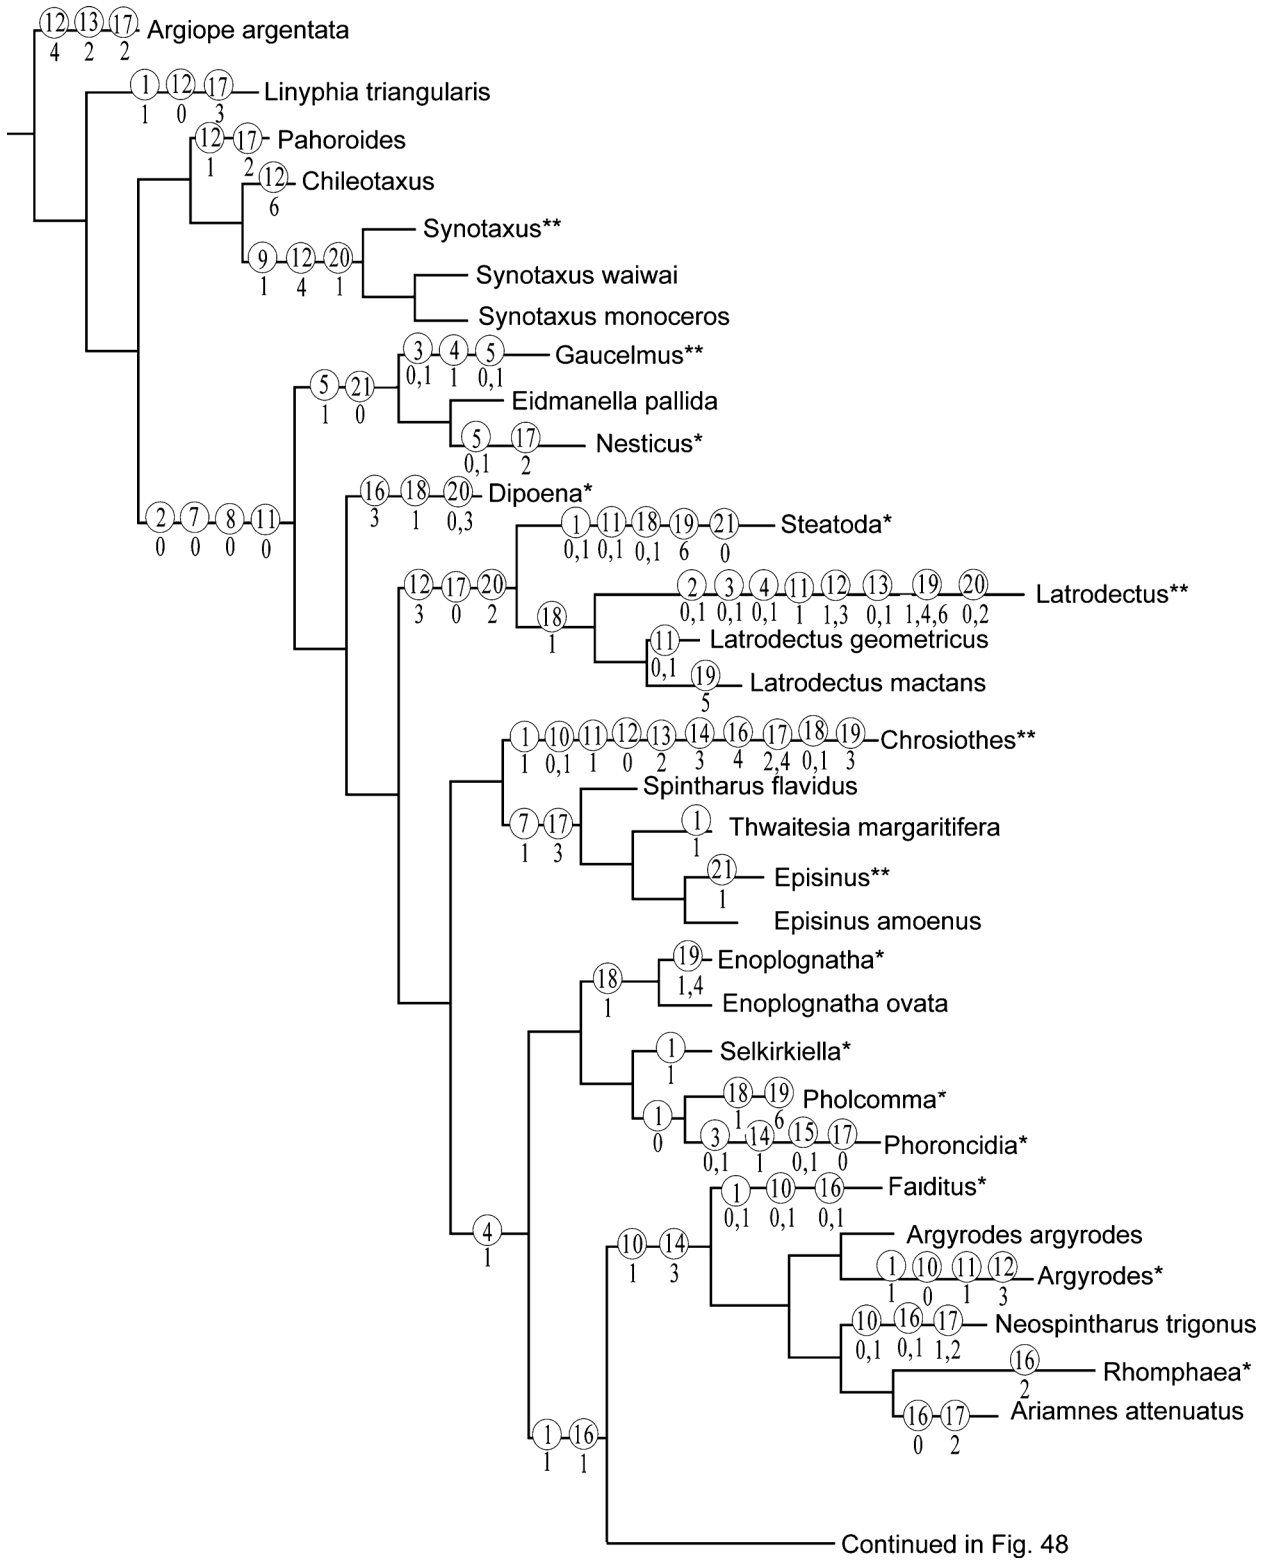 12 13 17 Argiope argentata
4 2 2
1 12 17 Linyphia triangularis
1 0 3
12 17 Pahoroides
1 2
12 Chileotaxus
6
Synotaxus**
9 12 20
1 4 1
Synotaxus waiwai
Synotaxus monoceros
3 4 5 Gaucelmus**
0,1 1 0,1
5 21
1 0
Eidmanella pallida
5 17 Nesticus*
0,1 2
16 18 20 Dipoena*
3 1 0,3
2 7 8 11
0 0 0 0
1 11 18 19 21 Steatoda*
0,1 0,1 0,1 6 0
12 17 20
3 0 2
2 3 4 11 12 13 19 20 Latrodectus**
0,1 0,1 0,1 1 1,3 0,1 1,4,6 0,2
18
1
11 Latrodectus geometricus
0,1
19 Latrodectus mactans
5
1 10 11 12 13 14 16 17 18 19 Chrosiothes**
1 0,1 1 0 2 3 4 2,4 0,1 3
Spintharus flavidus
7 17
1 3
1 Thwaitesia margaritifera
1
21 Episinus**
1
Episinus amoenus
19 Enoplognatha*
1,4
18
1
Enoplognatha ovata
1 Selkirkiella*
1
18 19 Pholcomma*
1 6
1
0
3 14 15 17 Phoroncidia*
0,1 1 0,1 0
1 10 16 Faiditus*
0,1 0,1 0,1
4
1
10 14
1 3
Argyrodes argyrodes
1 10 11 12 Argyrodes*
1 0 1 3
10 16 17 Neospintharus trigonus
0,1 0,1 1,2
16 Rhomphaea*
2
16 17 Ariamnes attenuatus
0 2
1 16
1 1
Continued in Fig. 48